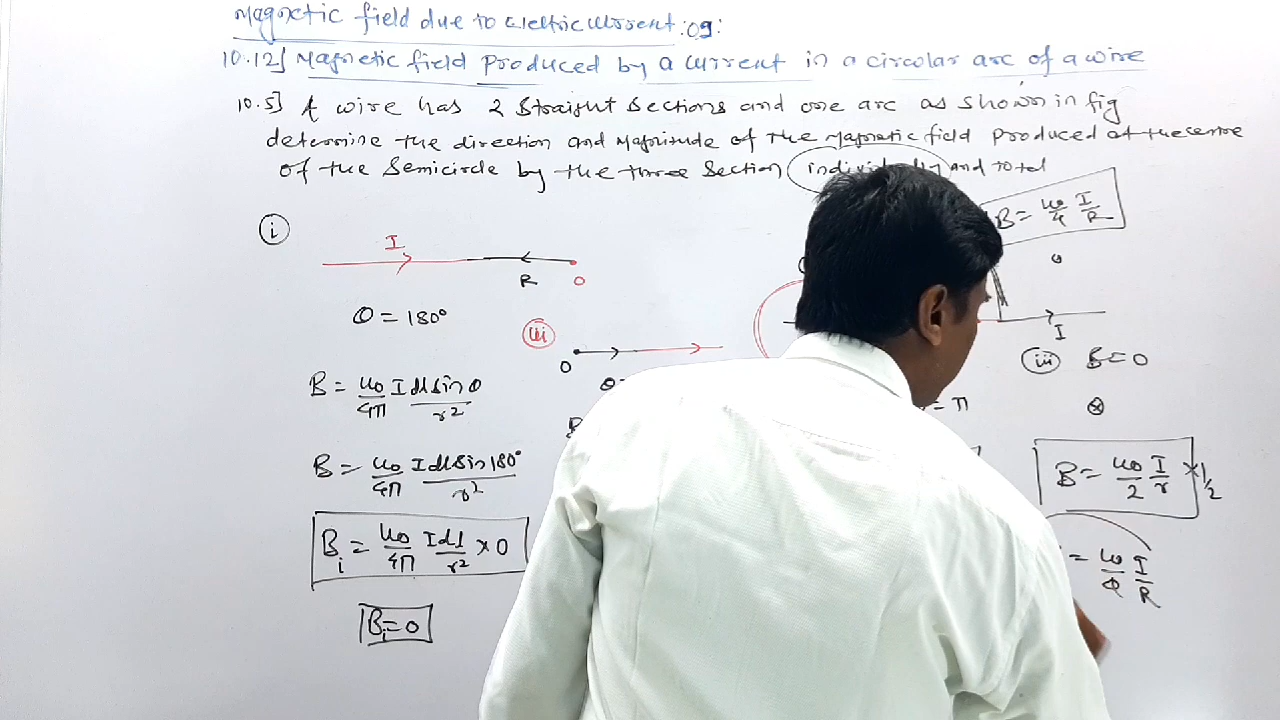 Magnetic field due to Electric current: 09:
10.12] Magnetic field produced by a current in a circular arc of a wire
10.5] A wire has 2 straight sections and one arc as shown in fig
determine the direction and magnitude of the magnetic field produced at the centre
of the semicircle by the three section individually and total
B = μ0/4 I/R
i
I
R
O
θ = 180°
iii
O
I
iii B = 0
= π
⊗
B = μ0/4π Idl sin θ/r²
B = μ0/4π Idl sin 180°/r²
B = μ0/2 I/r × 1/2
Bi = μ0/4π Idl/r² × 0
= μ0/4 I/R
Bi = 0